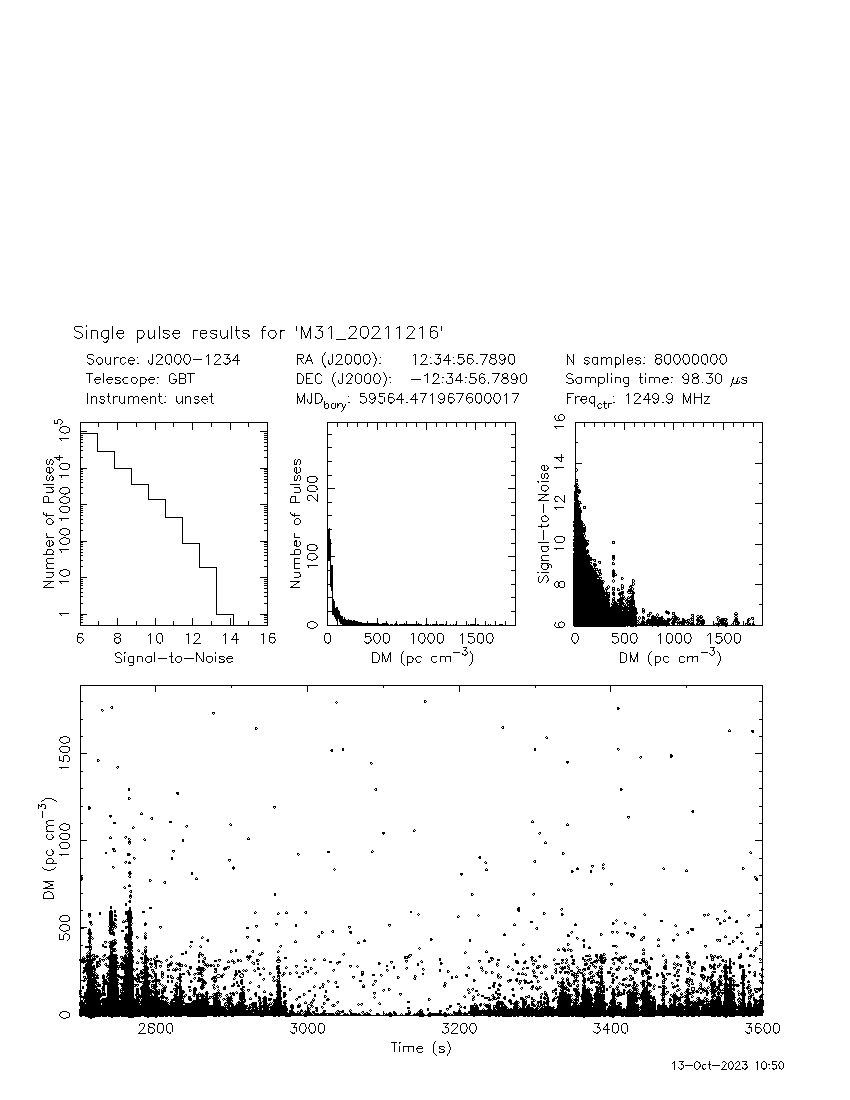 Single pulse results for 'M31_20211216'
Source: J2000−1234 RA (J2000): 12:34:56.7890 N samples: 80000000
Telescope: GBT DEC (J2000): −12:34:56.7890 Sampling time: 98.30 μs
Instrument: unset MJD_bary: 59564.471967600017 Freq_ctr: 1249.9 MHz
Number of Pulses
1 10 100 1000 10^4 10^5
6 8 10 12 14 16
Signal−to−Noise
Number of Pulses
0 100 200
0 500 1000 1500
DM (pc cm^−3)
Signal−to−Noise
6 8 10 12 14 16
0 500 1000 1500
DM (pc cm^−3)
DM (pc cm^−3)
0 500 1000 1500
2800 3000 3200 3400 3600
Time (s)
13−Oct−2023 10:50